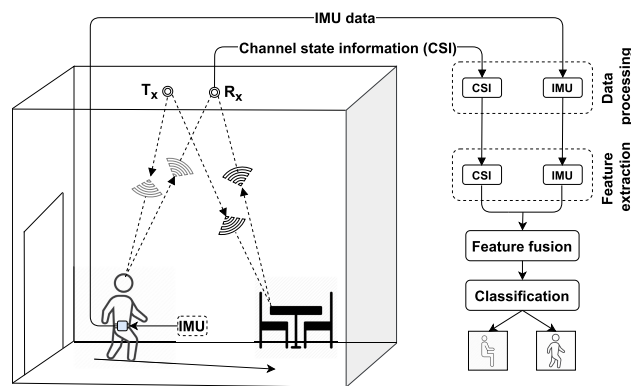 IMU data
Channel state information (CSI)
Tx
Rx
CSI
IMU
Data
processing
CSI
IMU
Feature
extraction
Feature fusion
Classification
IMU